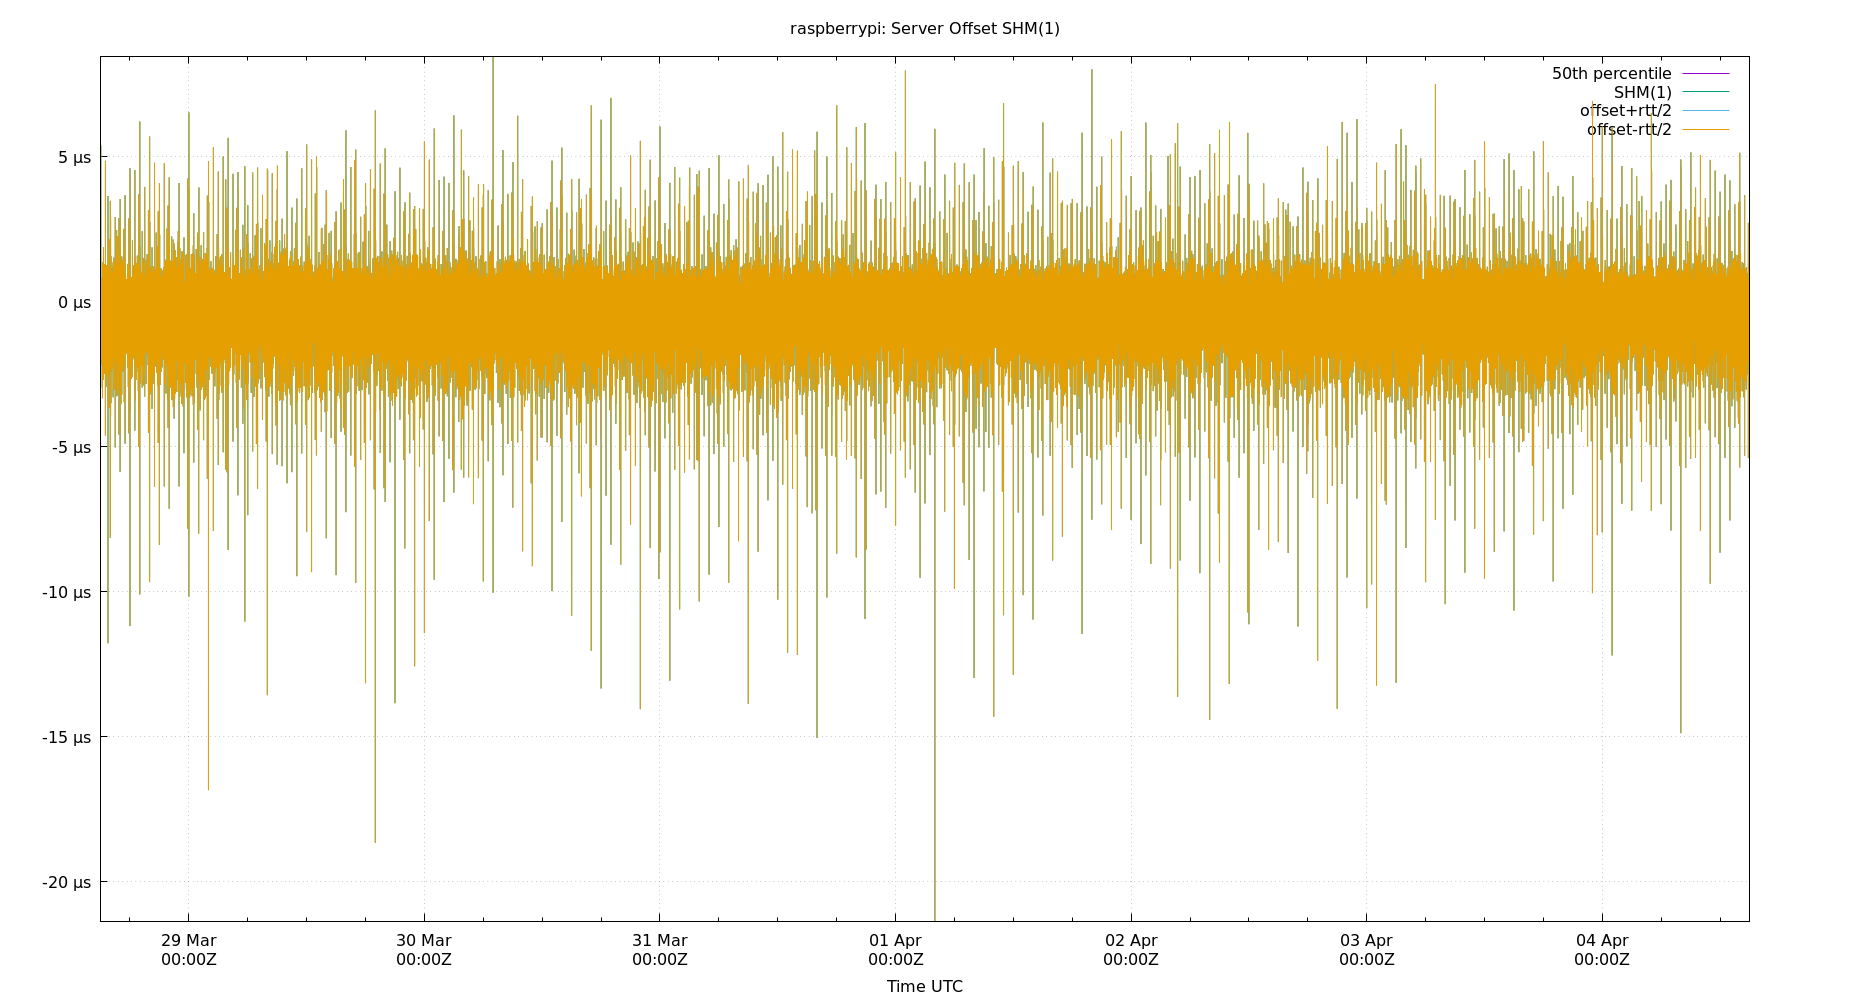 raspberrypi: Server Offset SHM(1)
50th percentile
SHM(1)
offset+rtt/2
offset-rtt/2
5 µs
0 µs
-5 µs
-10 µs
-15 µs
-20 µs
29 Mar 30 Mar 31 Mar 01 Apr 02 Apr 03 Apr 04 Apr
00:00Z 00:00Z 00:00Z 00:00Z 00:00Z 00:00Z 00:00Z
Time UTC